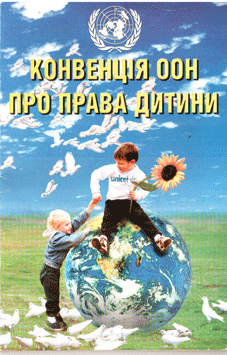 КОНВЕНЦІЯ ООН
ПРО ПРАВА ДИТИНИ
unicef